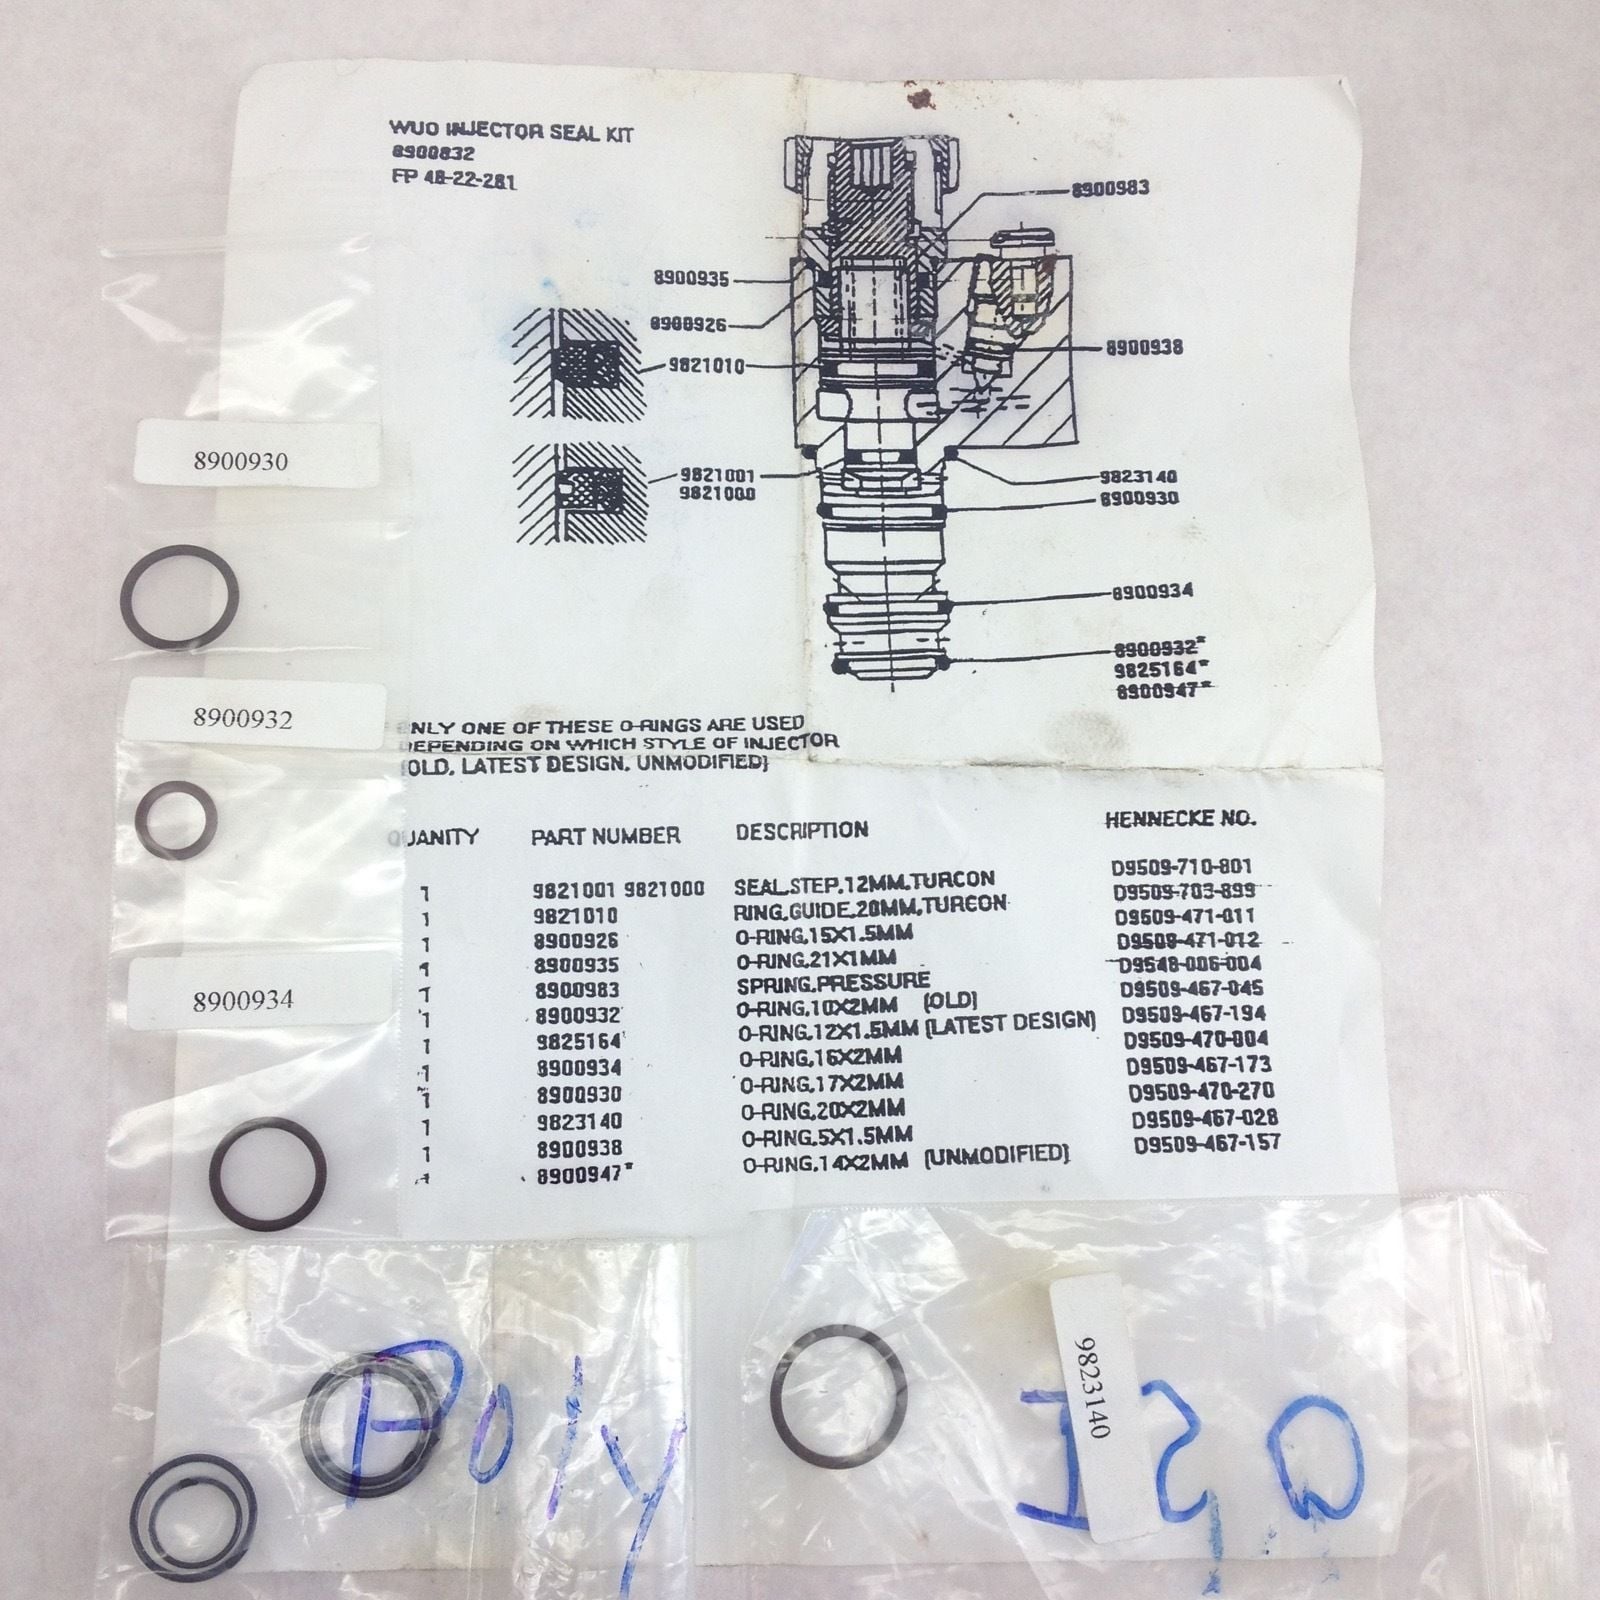 WUO INJECTOR SEAL KIT
8900832
FP 48-22-281
8900983
8900935
8900926
9821010
8900938
9821001
9821000
9823140
8900930
8900934
8900932*
9825164*
8900947*
NLY ONE OF THESE O-RINGS ARE USED
DEPENDING ON WHICH STYLE OF INJECTOR
(OLD, LATEST DESIGN, UNMODIFIED)
QUANITY PART NUMBER DESCRIPTION HENNECKE NO.
1 9821001 9821000 SEAL,STEP,12MM,TURCON D9509-710-801
1 9821010 RING,GUIDE,20MM,TURCON D9509-703-899
1 8900926 O-RING,15X1.5MM D9509-471-011
1 8900935 O-RING,21X1MM D9509-471-012
1 8900983 SPRING,PRESSURE D9548-006-004
1 8900932* O-RING,10X2MM (OLD) D9509-467-045
1 9825164* O-RING,12X1.5MM (LATEST DESIGN) D9509-467-194
1 8900934 O-RING,16X2MM D9509-470-004
1 8900930 O-RING,17X2MM D9509-467-173
1 9823140 O-RING,20X2MM D9509-470-270
1 8900938 O-RING,5X1.5MM D9509-467-028
1 8900947* O-RING,14X2MM (UNMODIFIED) D9509-467-157
8900930
8900932
8900934
Poly
9823140
ISO